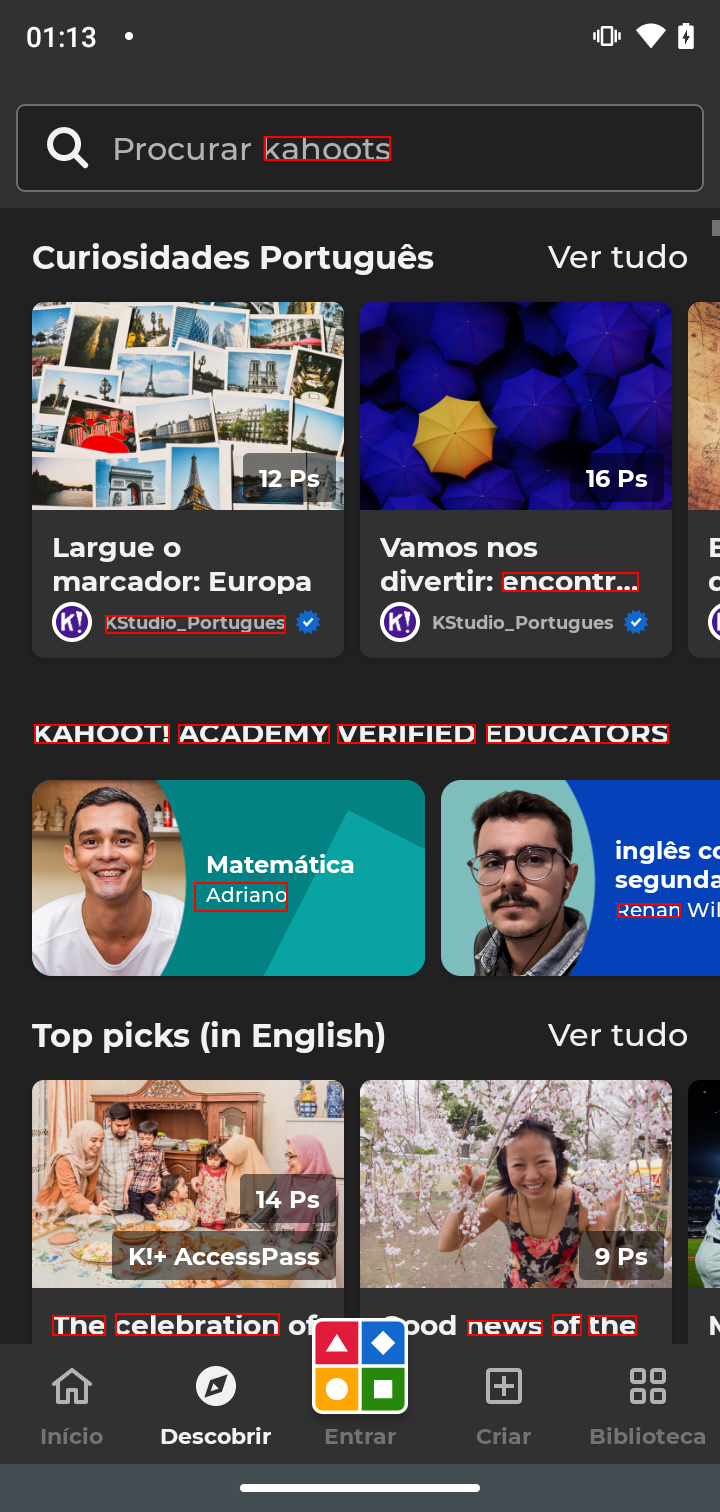 01:13
Procurar kahoots
Curiosidades Português
Ver tudo
12 Ps
16 Ps
Largue o
marcador: Europa
KStudio_Portugues
Vamos nos
divertir: encontr...
KStudio_Portugues
KAHOOT! ACADEMY VERIFIED EDUCATORS
Matemática
Adriano
inglês
segunda
Renan
Top picks (in English)
Ver tudo
14 Ps
K!+ AccessPass
9 Ps
The celebration of
Good news of the
Início
Descobrir
Entrar
Criar
Biblioteca